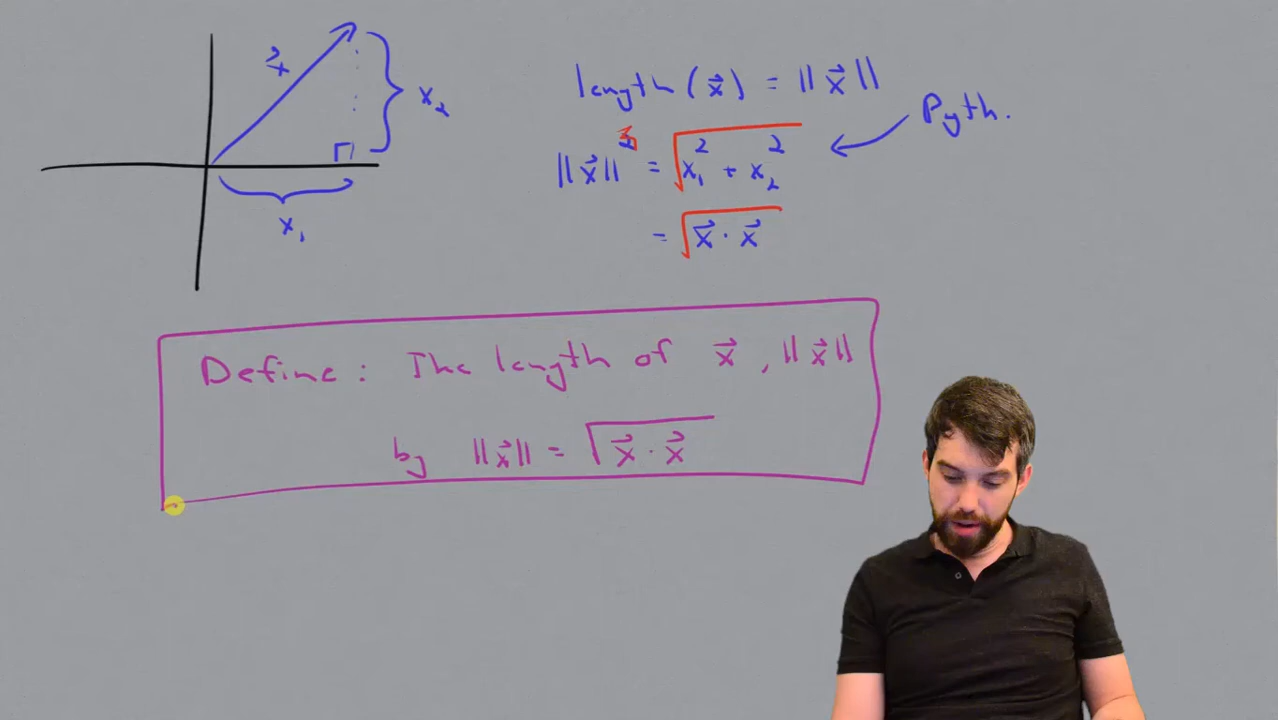 x⃗
x₂
x₁
length (x⃗) = ||x⃗||
Pyth.
||x⃗|| = √x₁² + x₂²
= √x⃗ · x⃗
Define : The length of x⃗ , ||x⃗||
by ||x⃗|| = √x⃗ · x⃗